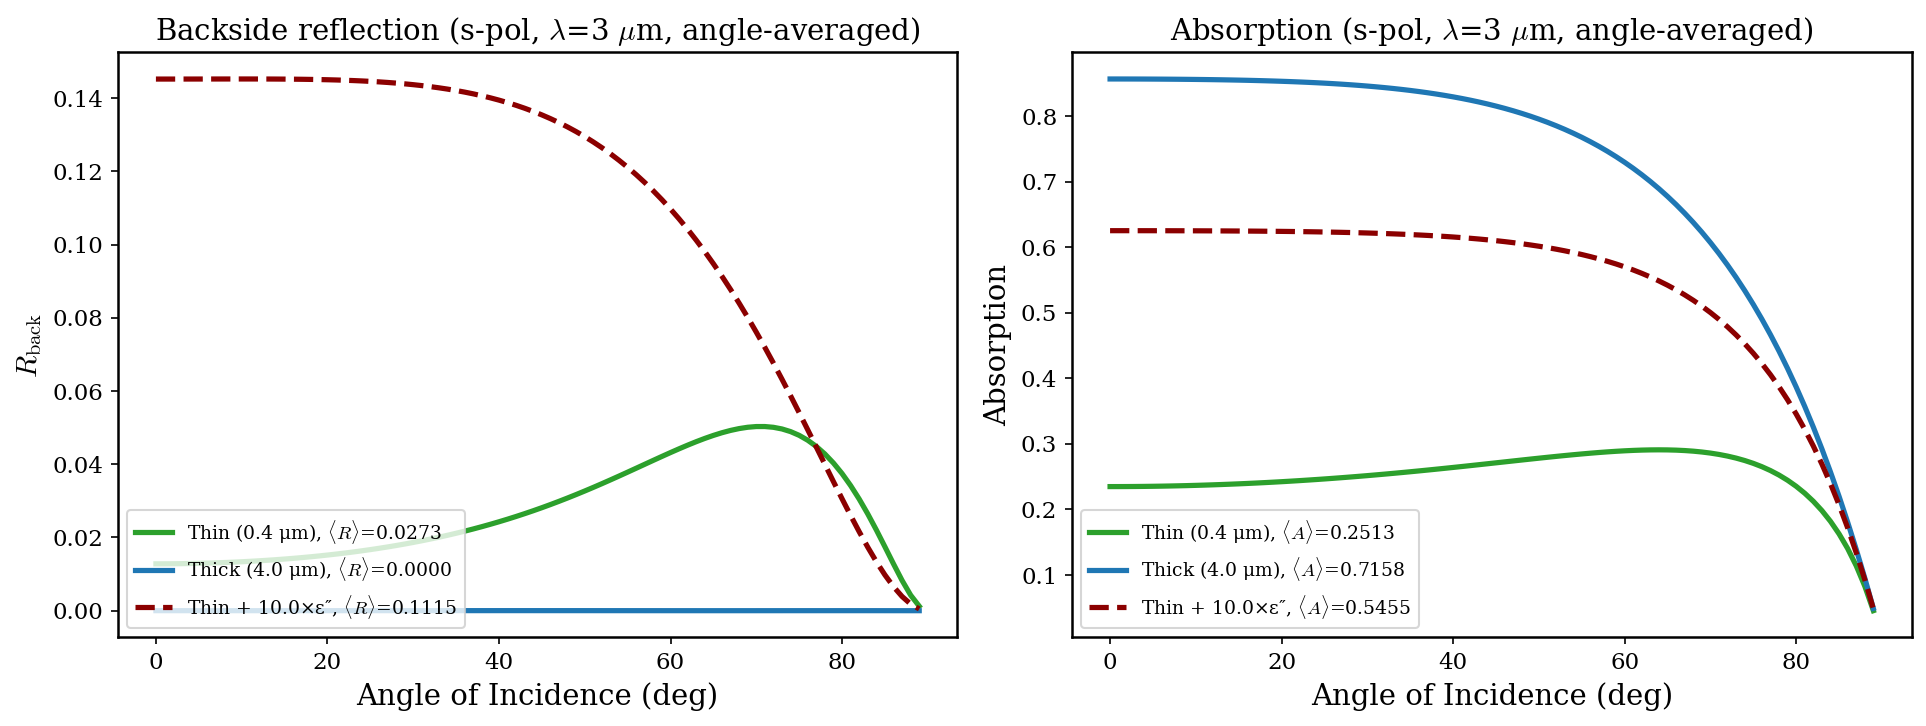 Backside reflection (s-pol, λ=3 μm, angle-averaged)
R_back
0.14
0.12
0.10
0.08
0.06
0.04
0.02
0.00
Thin (0.4 μm), ⟨R⟩=0.0273
Thick (4.0 μm), ⟨R⟩=0.0000
Thin + 10.0×ε″, ⟨R⟩=0.1115
0 20 40 60 80
Angle of Incidence (deg)
Absorption (s-pol, λ=3 μm, angle-averaged)
Absorption
0.8
0.7
0.6
0.5
0.4
0.3
0.2
0.1
Thin (0.4 μm), ⟨A⟩=0.2513
Thick (4.0 μm), ⟨A⟩=0.7158
Thin + 10.0×ε″, ⟨A⟩=0.5455
0 20 40 60 80
Angle of Incidence (deg)